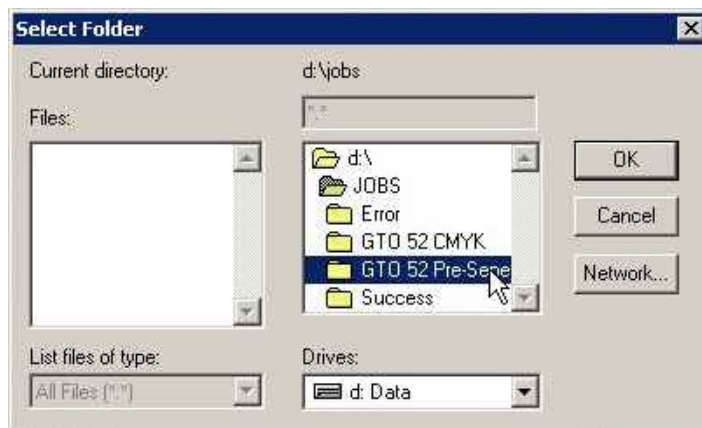 Select Folder
Current directory:
d:\jobs
Files:
*.*
d:\
JOBS
Error
GTO 52 CMYK
GTO 52 Pre-Sepe
Success
OK
Cancel
Network...
List files of type:
All Files (*.*)
Drives:
d: Data